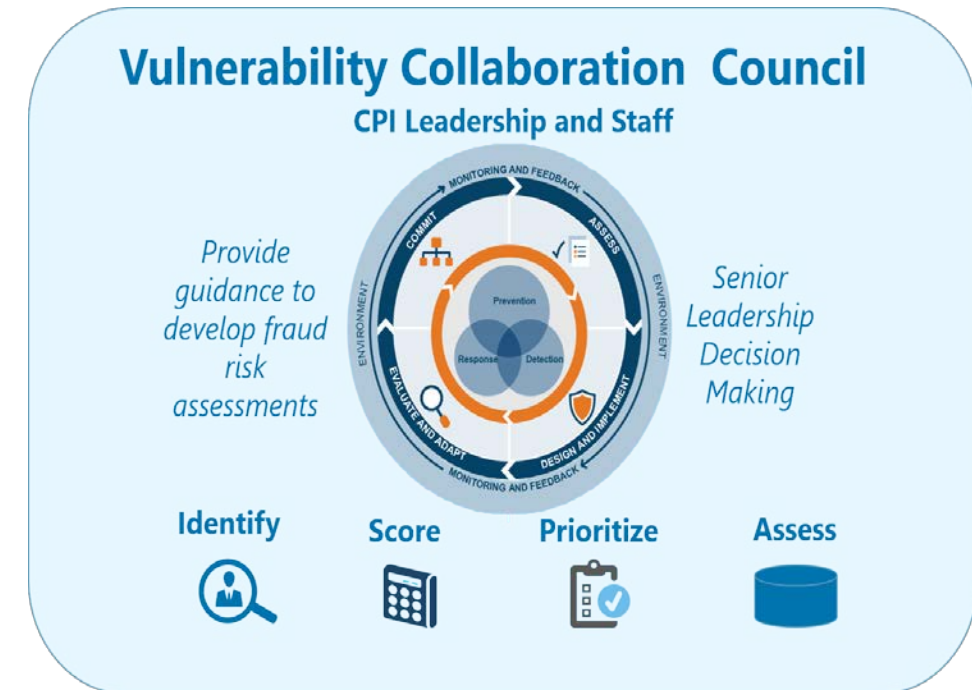 Vulnerability Collaboration Council
CPI Leadership and Staff
MONITORING AND FEEDBACK
COMMIT
ASSESS
Provide
guidance to
develop fraud
risk
assessments
ENVIRONMENT
Prevention
Response
Detection
ENVIRONMENT
Senior
Leadership
Decision
Making
EVALUATE AND ADAPT
DESIGN AND IMPLEMENT
MONITORING AND FEEDBACK
Identify
Score
Prioritize
Assess